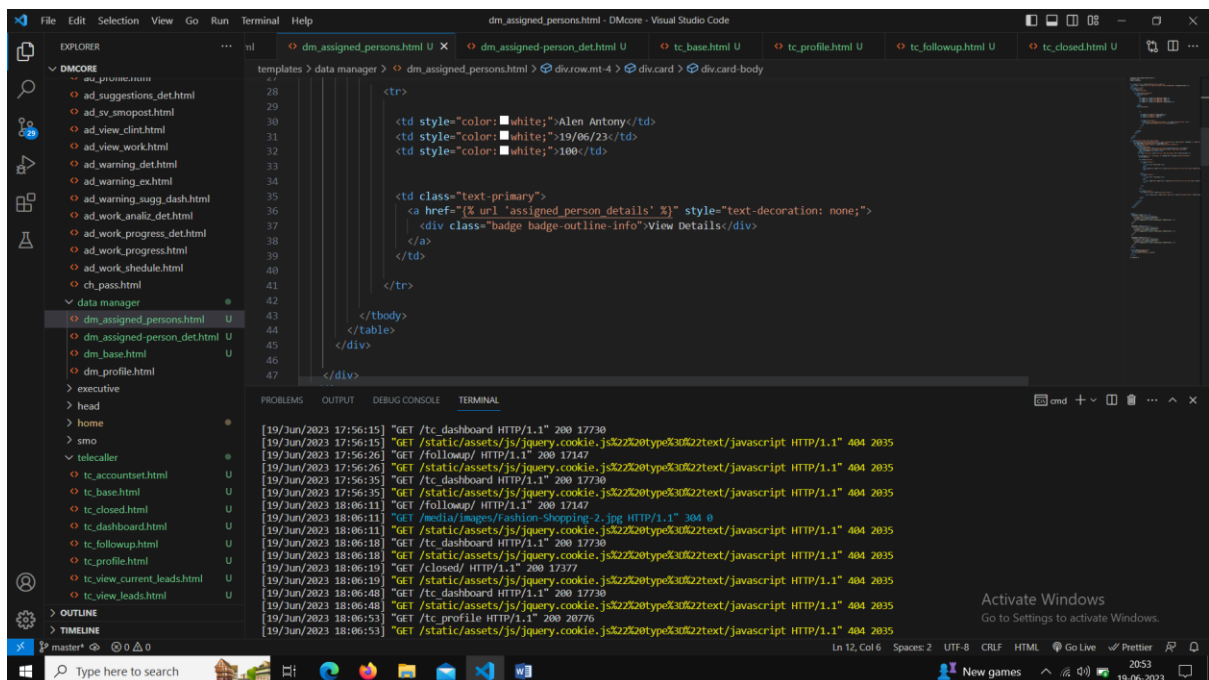 File Edit Selection View Go Run Terminal Help
dm_assigned_persons.html - DMcore - Visual Studio Code
EXPLORER
dm_assigned_persons.html U
dm_assigned-person_det.html U
tc_base.html U
tc_profile.html U
tc_followup.html U
tc_closed.html U
DMCORE
templates > data manager > dm_assigned_persons.html > div.row.mt-4 > div.card > div.card-body
ad_profile.html
ad_suggestions_det.html
ad_sv_smopost.html
ad_view_clint.html
ad_view_work.html
ad_warning_det.html
ad_warning_ex.html
ad_warning_sugg_dash.html
ad_work_analiz_det.html
ad_work_progress_det.html
ad_work_progress.html
ad_work_shedule.html
ch_pass.html
data manager
dm_assigned_persons.html U
dm_assigned-person_det.html U
dm_base.html U
dm_profile.html
executive
head
home
smo
telecaller
tc_accountset.html U
tc_base.html U
tc_closed.html U
tc_dashboard.html U
tc_followup.html U
tc_profile.html U
tc_view_current_leads.html U
tc_view_leads.html U
OUTLINE
TIMELINE
29
27
28 <tr>
29
30 <td style="color: white;">Alen Antony</td>
31 <td style="color: white;">19/06/23</td>
32 <td style="color: white;">100</td>
33
34
35 <td class="text-primary">
36 <a href="{% url 'assigned_person_details' %}" style="text-decoration: none;">
37 <div class="badge badge-outline-info">View Details</div>
38 </a>
39 </td>
40
41 </tr>
42
43 </tbody>
44 </table>
45 </div>
46
47 </div>
PROBLEMS OUTPUT DEBUG CONSOLE TERMINAL
cmd
[19/Jun/2023 17:56:15] "GET /tc_dashboard HTTP/1.1" 200 17730
[19/Jun/2023 17:56:15] "GET /static/assets/js/jquery.cookie.js%22%20type%3D%22text/javascript HTTP/1.1" 404 2035
[19/Jun/2023 17:56:26] "GET /followup/ HTTP/1.1" 200 17147
[19/Jun/2023 17:56:26] "GET /static/assets/js/jquery.cookie.js%22%20type%3D%22text/javascript HTTP/1.1" 404 2035
[19/Jun/2023 17:56:35] "GET /tc_dashboard HTTP/1.1" 200 17730
[19/Jun/2023 17:56:35] "GET /static/assets/js/jquery.cookie.js%22%20type%3D%22text/javascript HTTP/1.1" 404 2035
[19/Jun/2023 18:06:11] "GET /followup/ HTTP/1.1" 200 17147
[19/Jun/2023 18:06:11] "GET /media/images/Fashion-Shopping-2.jpg HTTP/1.1" 304 0
[19/Jun/2023 18:06:11] "GET /static/assets/js/jquery.cookie.js%22%20type%3D%22text/javascript HTTP/1.1" 404 2035
[19/Jun/2023 18:06:18] "GET /tc_dashboard HTTP/1.1" 200 17730
[19/Jun/2023 18:06:18] "GET /static/assets/js/jquery.cookie.js%22%20type%3D%22text/javascript HTTP/1.1" 404 2035
[19/Jun/2023 18:06:19] "GET /closed/ HTTP/1.1" 200 17377
[19/Jun/2023 18:06:19] "GET /static/assets/js/jquery.cookie.js%22%20type%3D%22text/javascript HTTP/1.1" 404 2035
[19/Jun/2023 18:06:48] "GET /tc_dashboard HTTP/1.1" 200 17730
[19/Jun/2023 18:06:48] "GET /static/assets/js/jquery.cookie.js%22%20type%3D%22text/javascript HTTP/1.1" 404 2035
[19/Jun/2023 18:06:53] "GET /tc_profile HTTP/1.1" 200 20776
[19/Jun/2023 18:06:53] "GET /static/assets/js/jquery.cookie.js%22%20type%3D%22text/javascript HTTP/1.1" 404 2035
Activate Windows
Go to Settings to activate Windows.
master* 0 0 Ln 12, Col 6 Spaces: 2 UTF-8 CRLF HTML Go Live Prettier
Type here to search
New games
20:53
19-06-2023